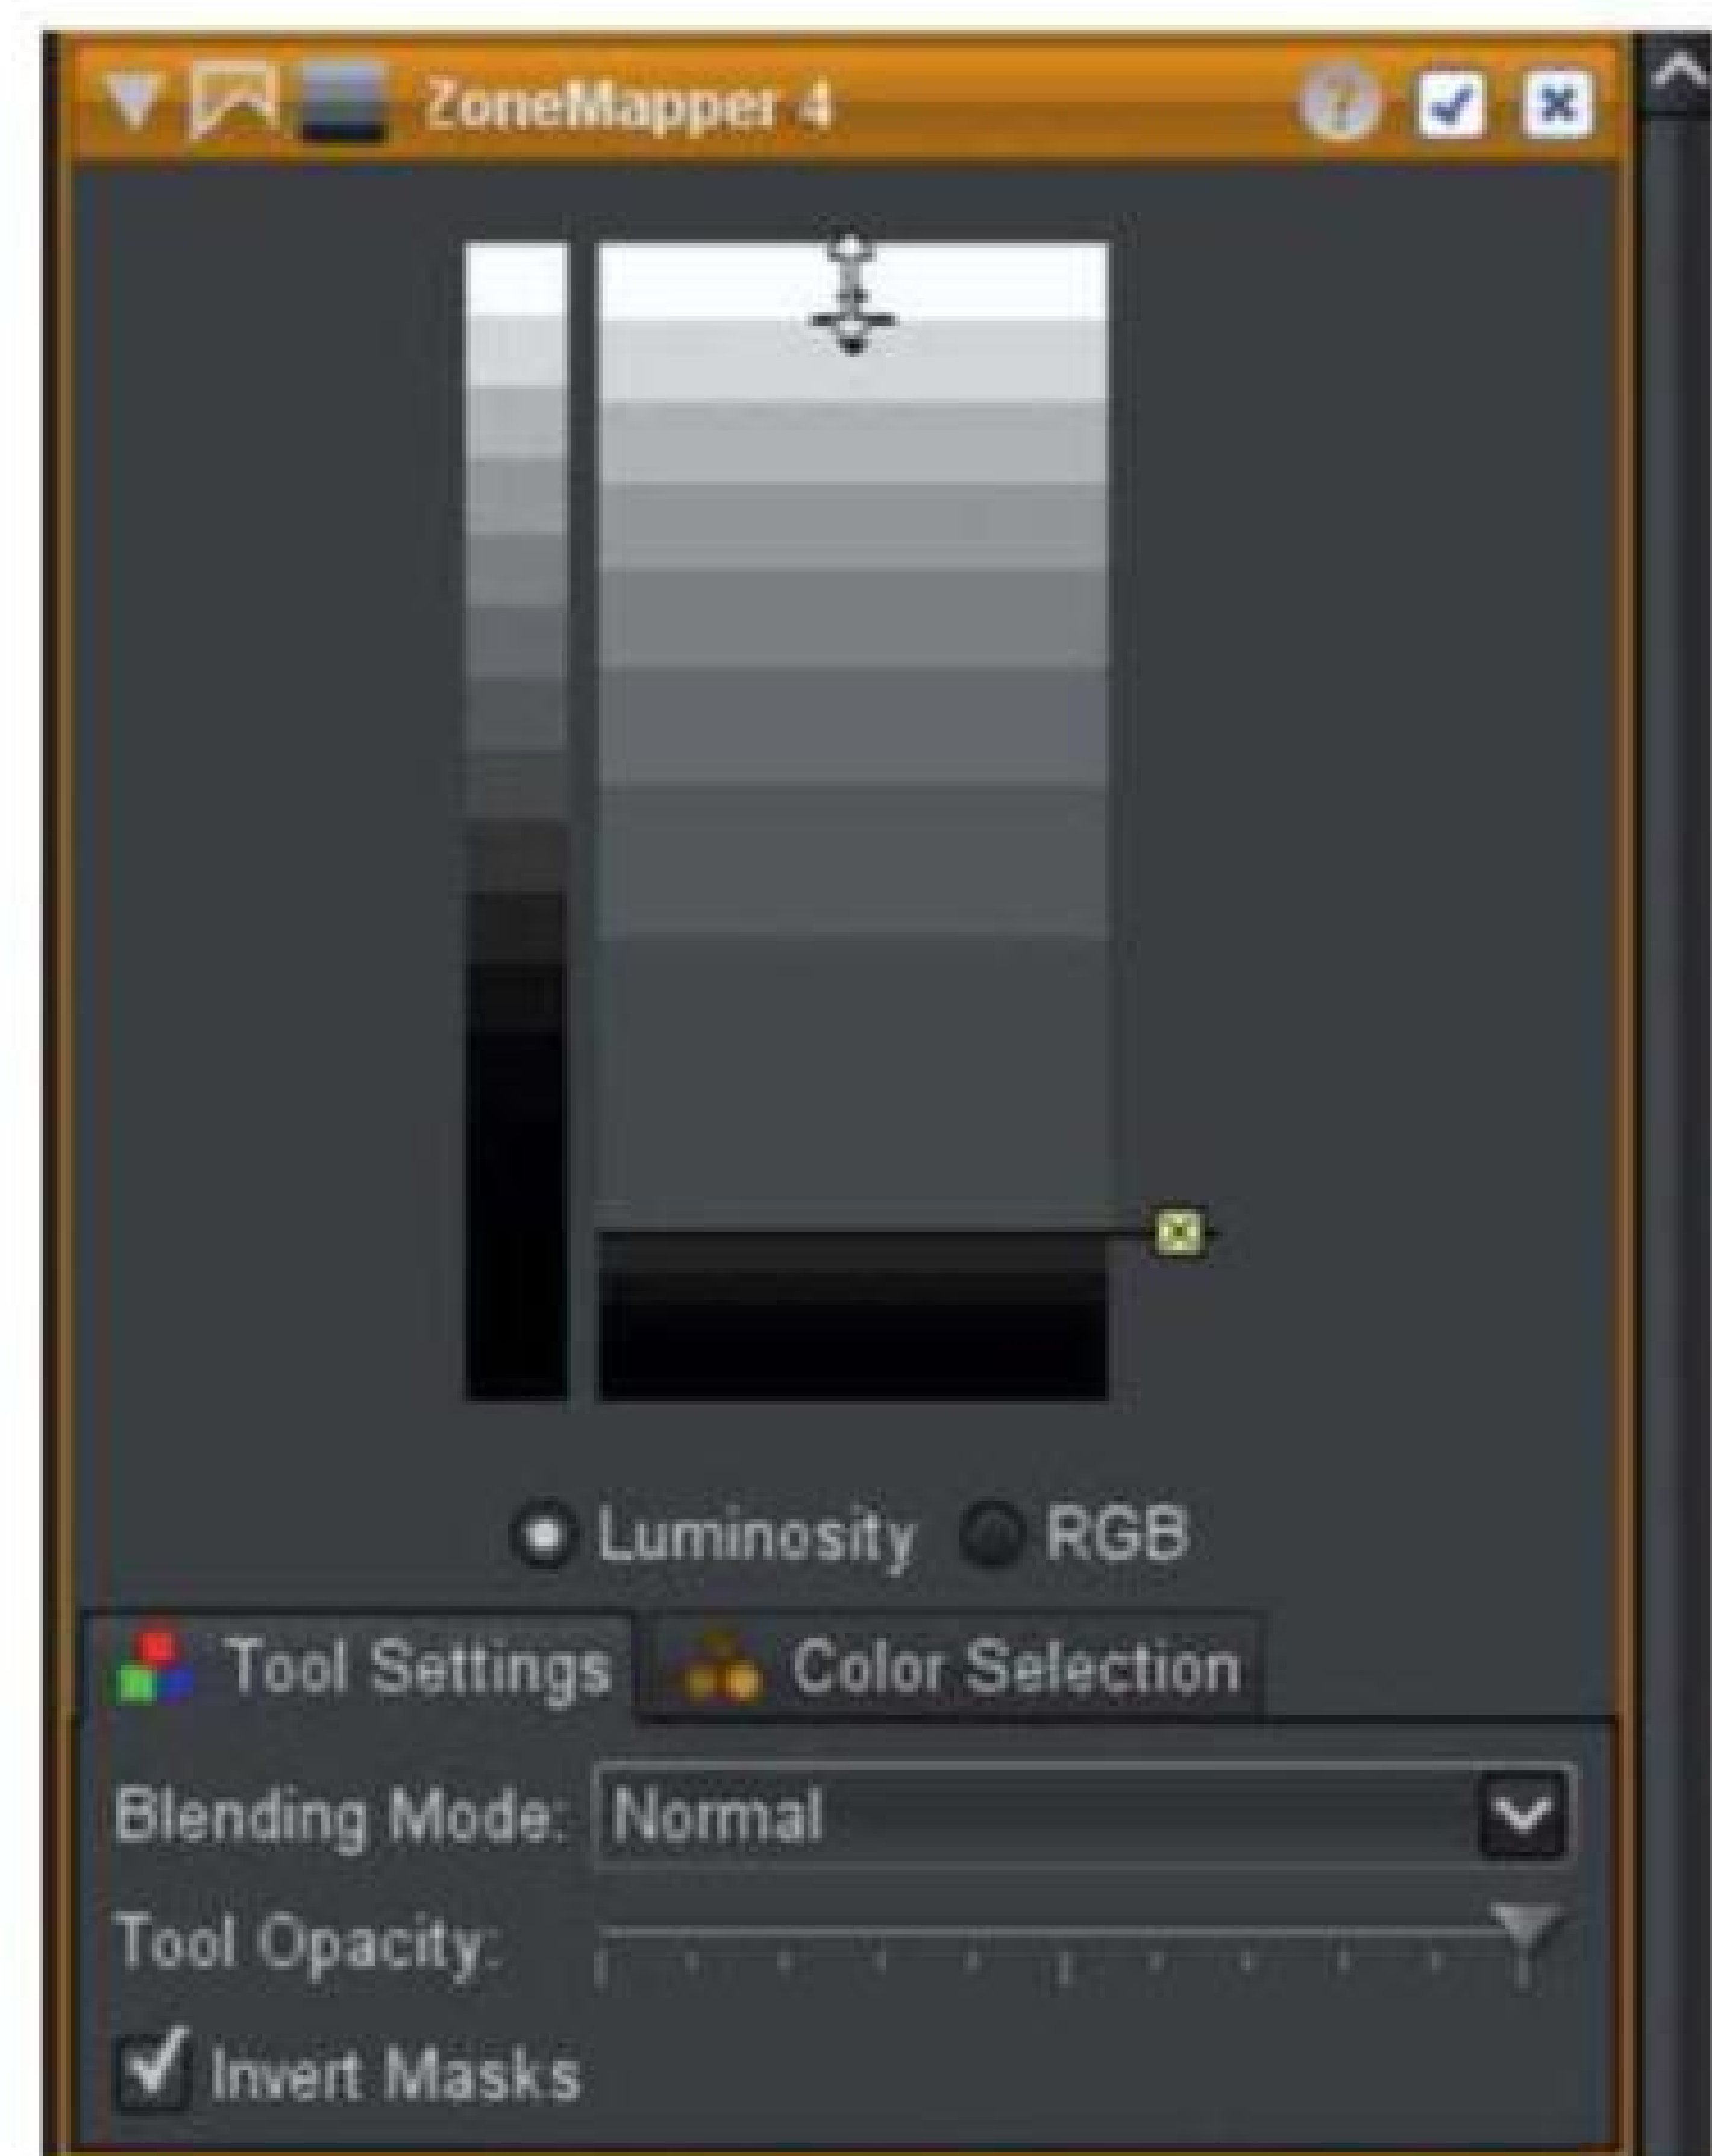 ZoneMapper 4
Luminosity RGB
Tool Settings Color Selection
Blending Mode: Normal
Tool Opacity:
Invert Masks